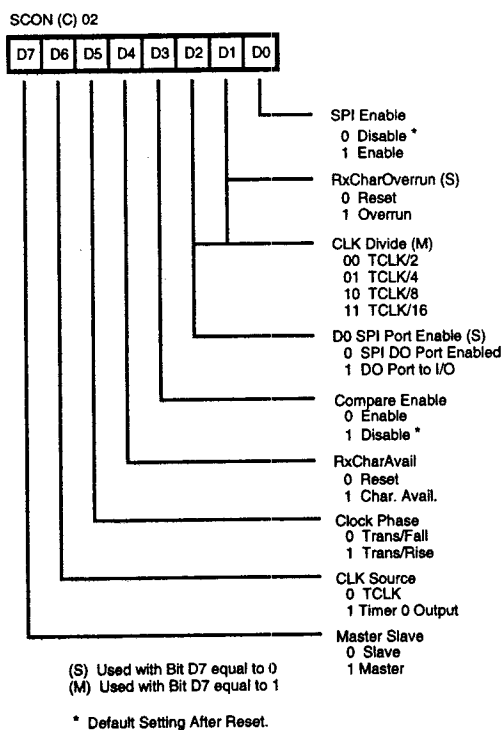 SCON (C) 02
D7 D6 D5 D4 D3 D2 D1 D0
SPI Enable
0 Disable *
1 Enable
RxCharOverrun (S)
0 Reset
1 Overrun
CLK Divide (M)
00 TCLK/2
01 TCLK/4
10 TCLK/8
11 TCLK/16
D0 SPI Port Enable (S)
0 SPI DO Port Enabled
1 DO Port to I/O
Compare Enable
0 Enable
1 Disable *
RxCharAvail
0 Reset
1 Char. Avail.
Clock Phase
0 Trans/Fall
1 Trans/Rise
CLK Source
0 TCLK
1 Timer 0 Output
Master Slave
0 Slave
1 Master
(S) Used with Bit D7 equal to 0
(M) Used with Bit D7 equal to 1
* Default Setting After Reset.